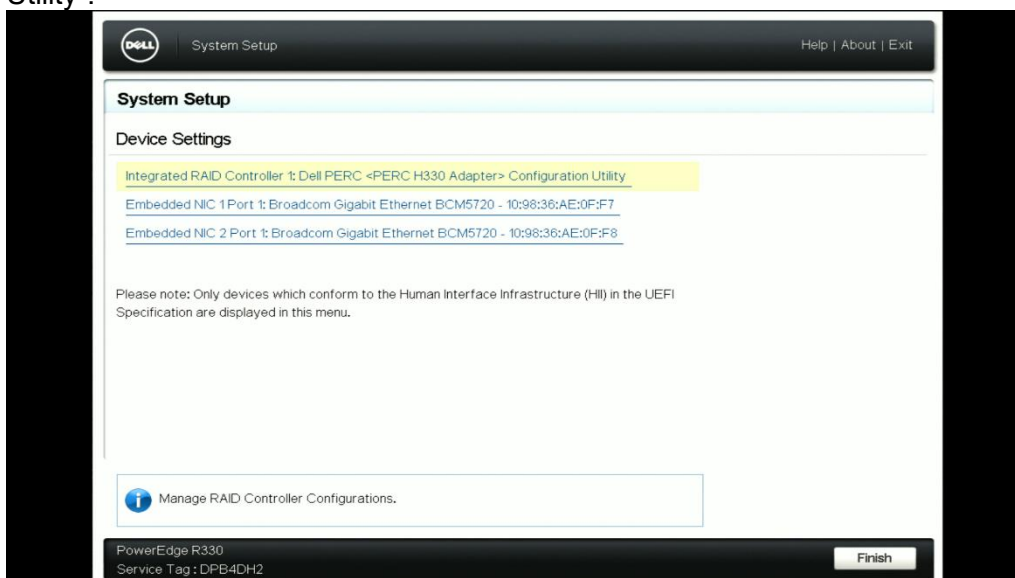 Utility".
DELL
System Setup
Help | About | Exit
System Setup
Device Settings
Integrated RAID Controller 1: Dell PERC <PERC H330 Adapter> Configuration Utility
Embedded NIC 1 Port 1: Broadcom Gigabit Ethernet BCM5720 - 10:98:36:AE:0F:F7
Embedded NIC 2 Port 1: Broadcom Gigabit Ethernet BCM5720 - 10:98:36:AE:0F:F8
Please note: Only devices which conform to the Human Interface Infrastructure (HII) in the UEFI
Specification are displayed in this menu.
Manage RAID Controller Configurations.
PowerEdge R330
Service Tag : DPB4DH2
Finish